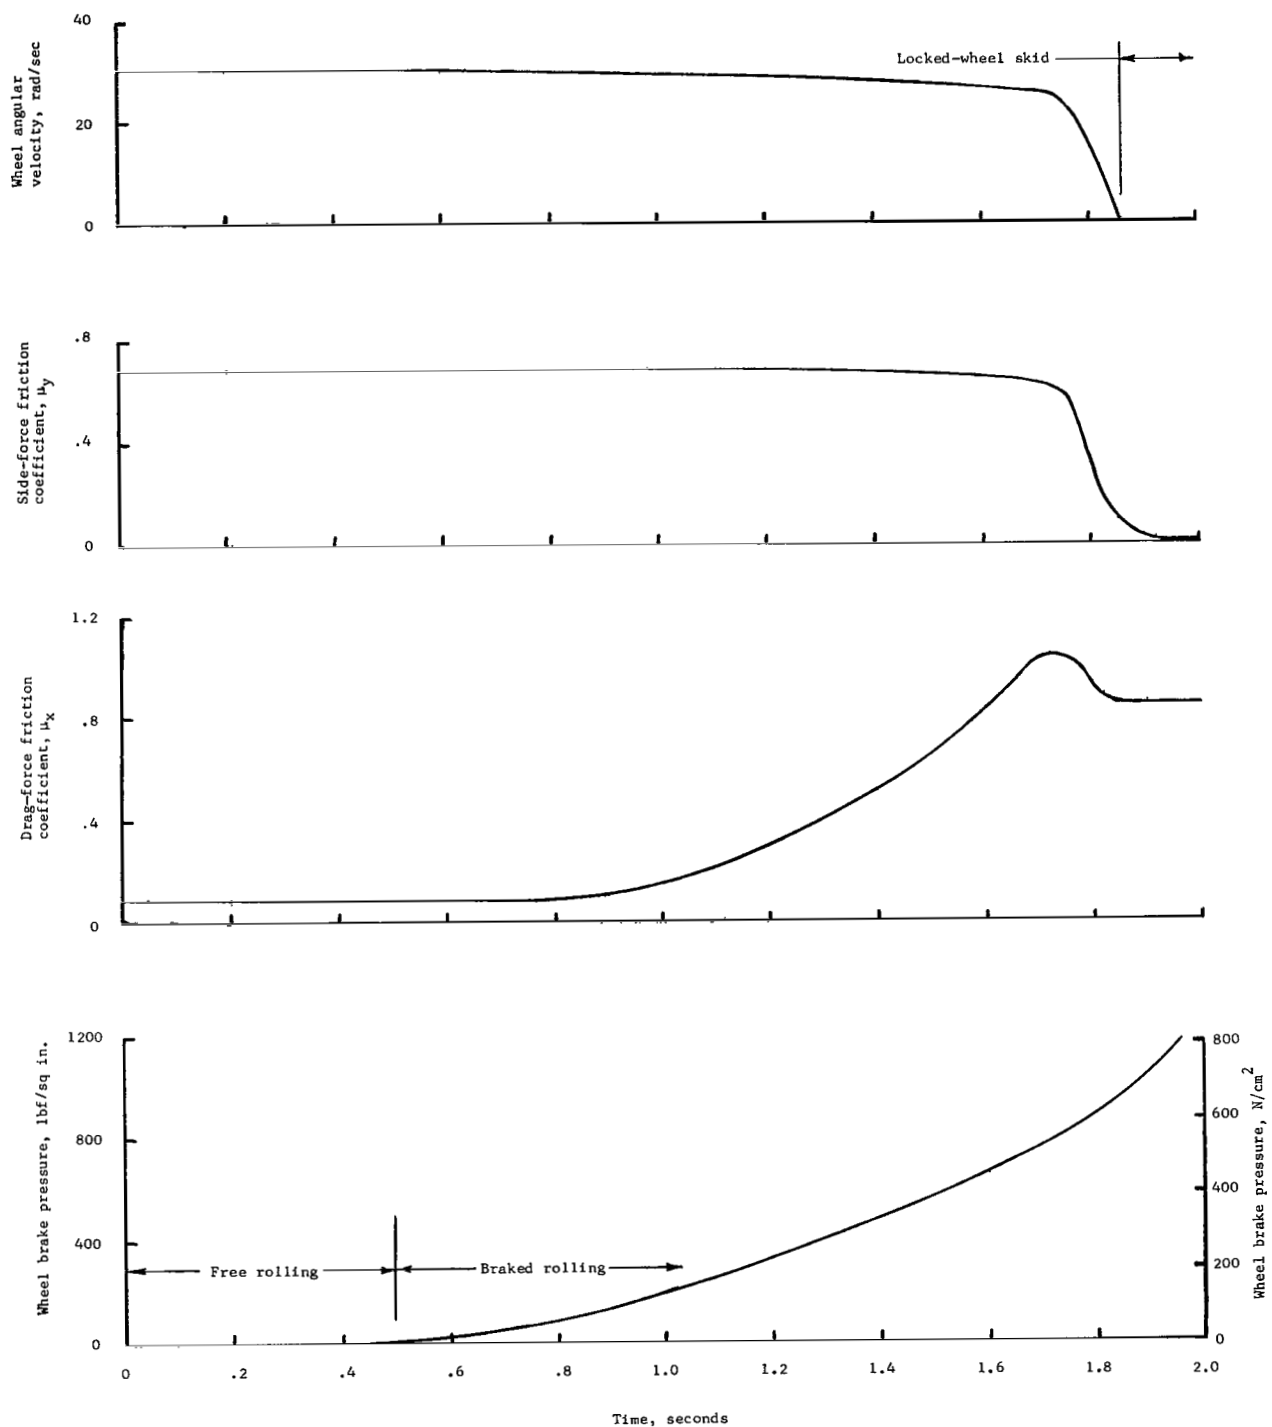 40
20
0
Wheel angular
velocity, rad/sec
Locked-wheel skid
.8
.4
0
Side-force friction
coefficient, μy
1.2
.8
.4
0
Drag-force friction
coefficient, μx
1200
800
400
0
Wheel brake pressure, lbf/sq in.
Free rolling
Braked rolling
800
600
400
200
0
Wheel brake pressure, N/cm²
0 .2 .4 .6 .8 1.0 1.2 1.4 1.6 1.8 2.0
Time, seconds